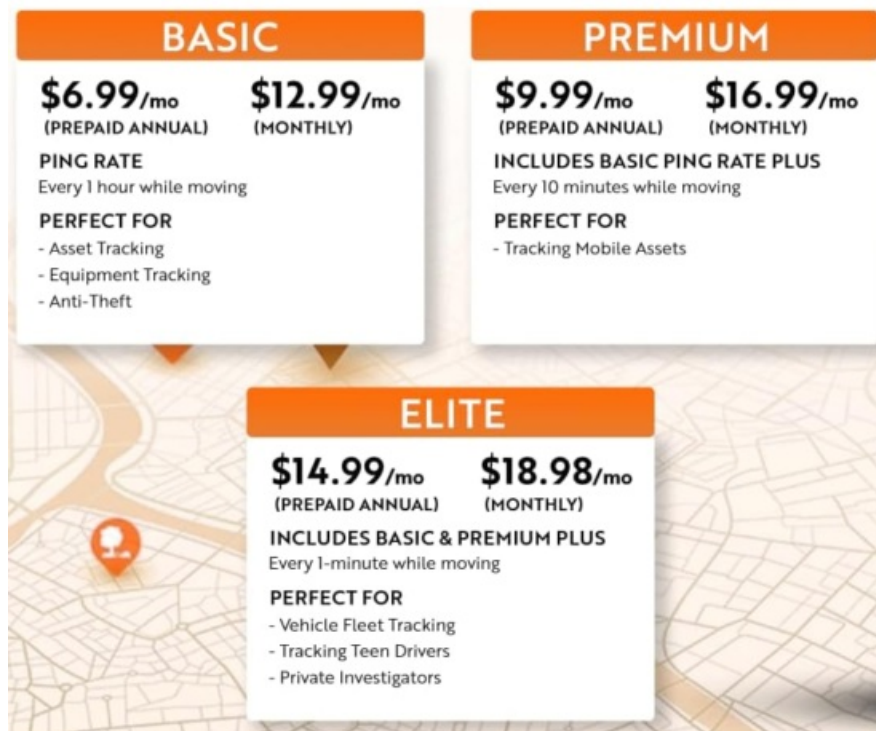 BASIC
$6.99/mo $12.99/mo
(PREPAID ANNUAL) (MONTHLY)
PING RATE
Every 1 hour while moving
PERFECT FOR
- Asset Tracking
- Equipment Tracking
- Anti-Theft
PREMIUM
$9.99/mo $16.99/mo
(PREPAID ANNUAL) (MONTHLY)
INCLUDES BASIC PING RATE PLUS
Every 10 minutes while moving
PERFECT FOR
- Tracking Mobile Assets
ELITE
$14.99/mo $18.98/mo
(PREPAID ANNUAL) (MONTHLY)
INCLUDES BASIC & PREMIUM PLUS
Every 1-minute while moving
PERFECT FOR
- Vehicle Fleet Tracking
- Tracking Teen Drivers
- Private Investigators